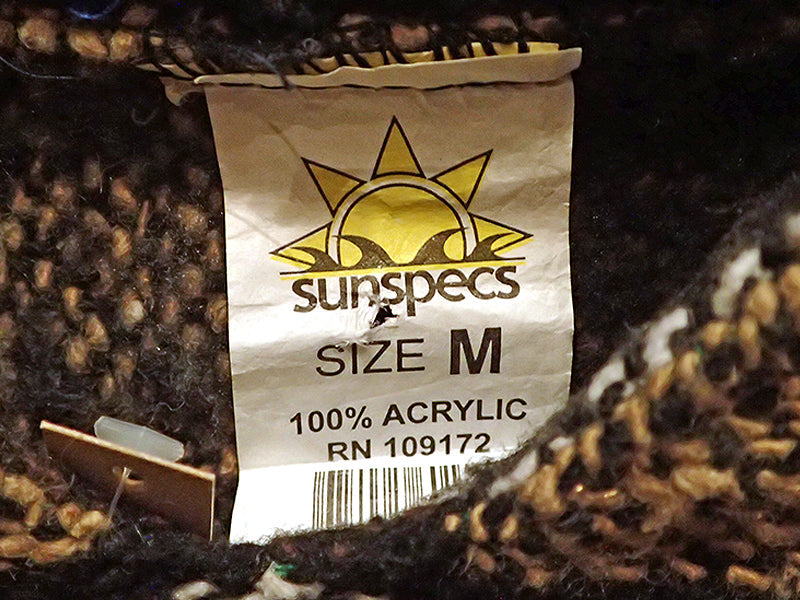 sunspecs
SIZE M
100% ACRYLIC
RN 109172